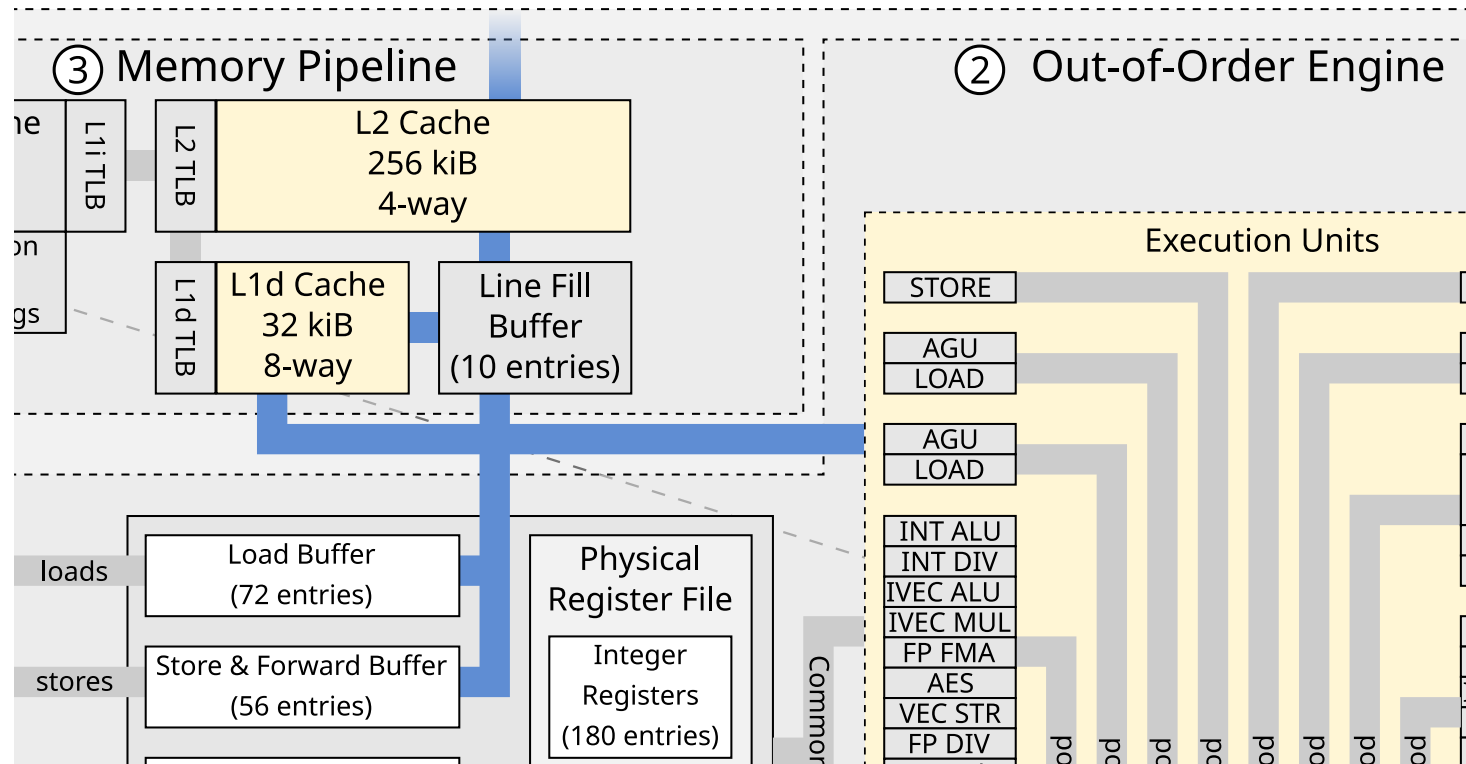 3 Memory Pipeline
2 Out-of-Order Engine
L1i TLB
L2 TLB
L2 Cache
256 kiB
4-way
L1d TLB
L1d Cache
32 kiB
8-way
Line Fill
Buffer
(10 entries)
loads
Load Buffer
(72 entries)
stores
Store & Forward Buffer
(56 entries)
Physical
Register File
Integer
Registers
(180 entries)
Execution Units
STORE
AGU
LOAD
AGU
LOAD
INT ALU
INT DIV
IVEC ALU
IVEC MUL
FP FMA
AES
VEC STR
FP DIV